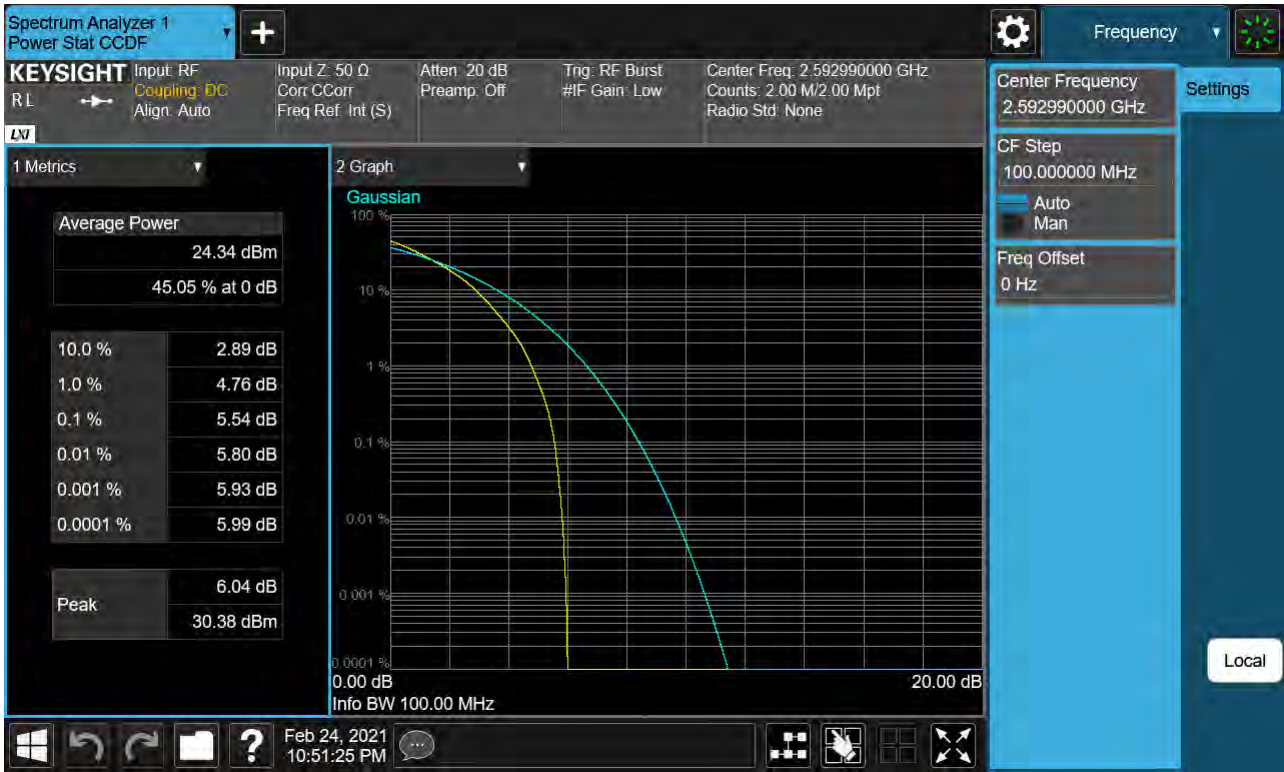 Spectrum Analyzer 1
Power Stat CCDF
+
Frequency
KEYSIGHT
R L
LXI
Input: RF
Coupling: DC
Align: Auto
Input Z: 50 Ω
Corr CCorr
Freq Ref: Int (S)
Atten: 20 dB
Preamp: Off
Trig: RF Burst
#IF Gain: Low
Center Freq: 2.592990000 GHz
Counts: 2.00 M/2.00 Mpt
Radio Std: None
Center Frequency
2.592990000 GHz
Settings
CF Step
100.000000 MHz
Auto
Man
Freq Offset
0 Hz
1 Metrics
Average Power
24.34 dBm
45.05 % at 0 dB
10.0 % 2.89 dB
1.0 % 4.76 dB
0.1 % 5.54 dB
0.01 % 5.80 dB
0.001 % 5.93 dB
0.0001 % 5.99 dB
Peak
6.04 dB
30.38 dBm
2 Graph
Gaussian
100 %
10 %
1 %
0.1 %
0.01 %
0.001 %
0.0001 %
0.00 dB 20.00 dB
Info BW 100.00 MHz
Local
?
Feb 24, 2021
10:51:25 PM